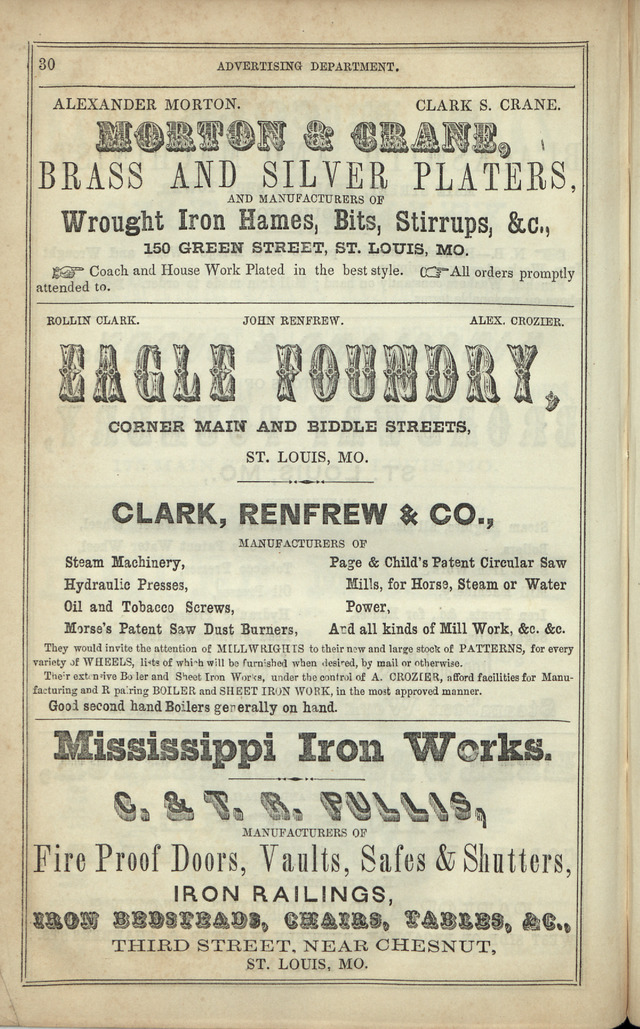 30
ADVERTISING DEPARTMENT.
ALEXANDER MORTON. CLARK S. CRANE.
MORTON & CRANE,
BRASS AND SILVER PLATERS,
AND MANUFACTURERS OF
Wrought Iron Hames, Bits, Stirrups, &c.,
150 GREEN STREET, ST. LOUIS, MO.
☞ Coach and House Work Plated in the best style. ☞ All orders promptly
attended to.
ROLLIN CLARK. JOHN RENFREW. ALEX. CROZIER.
EAGLE FOUNDRY,
CORNER MAIN AND BIDDLE STREETS,
ST. LOUIS, MO.
CLARK, RENFREW & CO.,
MANUFACTURERS OF
Steam Machinery,
Hydraulic Presses,
Oil and Tobacco Screws,
Morse's Patent Saw Dust Burners,
Page & Child's Patent Circular Saw
Mills, for Horse, Steam or Water
Power,
And all kinds of Mill Work, &c. &c.
They would invite the attention of MILLWRIGHTS to their new and large stock of PATTERNS, for every
variety of WHEELS, lists of which will be furnished when desired, by mail or otherwise.
Their extensive Boiler and Sheet Iron Works, under the control of A. CROZIER, afford facilities for Manu-
facturing and R pairing BOILER and SHEET IRON WORK, in the most approved manner.
Good second hand Boilers generally on hand.
Mississippi Iron Works.
C. & T. R. PULLIS,
MANUFACTURERS OF
Fire Proof Doors, Vaults, Safes & Shutters,
IRON RAILINGS,
IRON BEDSTEADS, CHAIRS, TABLES, &C.,
THIRD STREET, NEAR CHESNUT,
ST. LOUIS, MO.